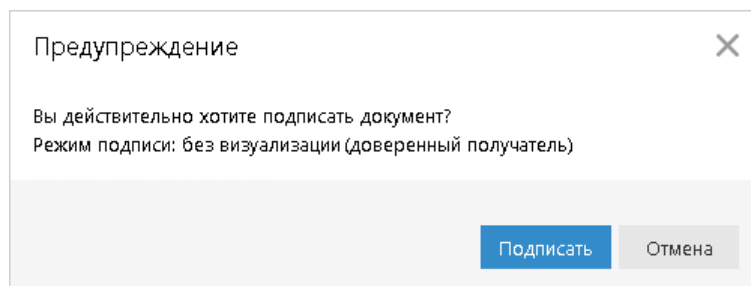 Предупреждение
Вы действительно хотите подписать документ?
Режим подписи: без визуализации (доверенный получатель)
Подписать Отмена